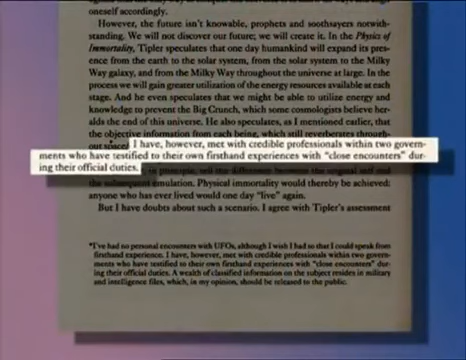 oneself accordingly.
However, the future isn't knowable, prophets and soothsayers notwith-
standing. We will not discover our future; we will create it. In the Physics of
Immortality, Tipler speculates that one day humankind will expand its pres-
ence from the earth to the solar system, from the solar system to the Milky
Way galaxy, and from the Milky Way throughout the universe at large. In the
process we will gain greater utilization of the energy resources available at each
stage. And he even speculates that we might be able to utilize energy and
knowledge to prevent the Big Crunch, which some cosmologists believe her-
alds the end of this universe. He also speculates, as I mentioned earlier, that
the objective information from each being, which still reverberates through-
out space
I have, however, met with credible professionals within two govern-
ments who have testified to their own firsthand experiences with "close encounters" dur-
ing their official duties.
in principle, tell the difference between the original self and
the subsequent emulation. Physical immortality would thereby be achieved:
anyone who has ever lived would one day "live" again.
But I have doubts about such a scenario. I agree with Tipler's assessment
*I've had no personal encounters with UFOs, although I wish I had so that I could speak from
firsthand experience. I have, however, met with credible professionals within two govern-
ments who have testified to their own firsthand experiences with "close encounters" dur-
ing their official duties. A wealth of classified information on the subject resides in military
and intelligence files, which, in my opinion, should be released to the public.